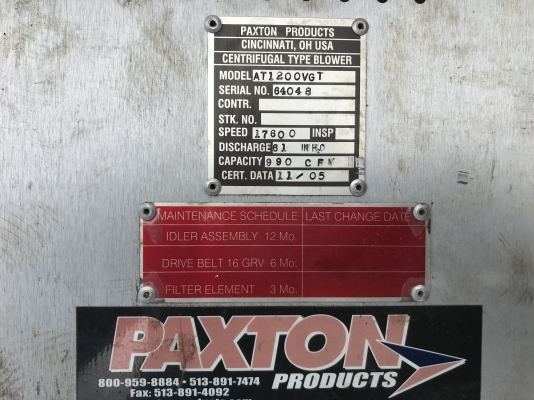 PAXTON PRODUCTS
CINCINNATI, OH USA
CENTRIFUGAL TYPE BLOWER
MODEL AT1200VGT
SERIAL NO. 64048
CONTR.
STK. NO.
SPEED 17600 INSP
DISCHARGE 61 INH2O
CAPACITY 990 CFM
CERT. DATA 11/05
MAINTENANCE SCHEDULE LAST CHANGE DATE
IDLER ASSEMBLY 12 Mo.
DRIVE BELT 16 GRV 6 Mo.
FILTER ELEMENT 3 Mo.
PAXTON
PRODUCTS
800-959-8884 • 513-891-7474
Fax: 513-891-4092